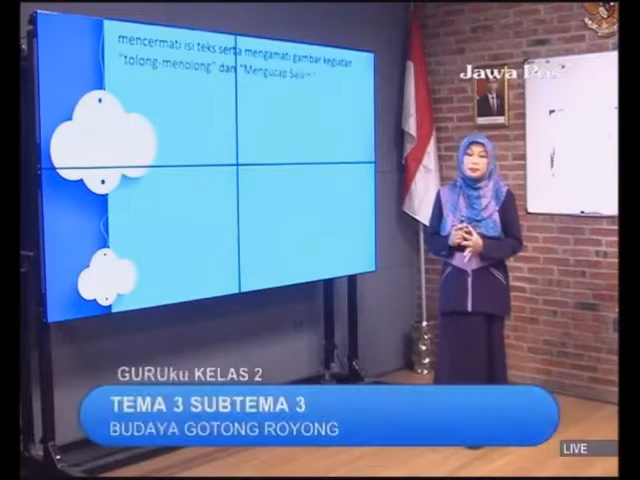 mencermati isi teks serta mengamati gambar kegiatan
"tolong-menolong" dan "Mengucap Salam"
Jawa Pos
GURUku KELAS 2
TEMA 3 SUBTEMA 3
BUDAYA GOTONG ROYONG
LIVE